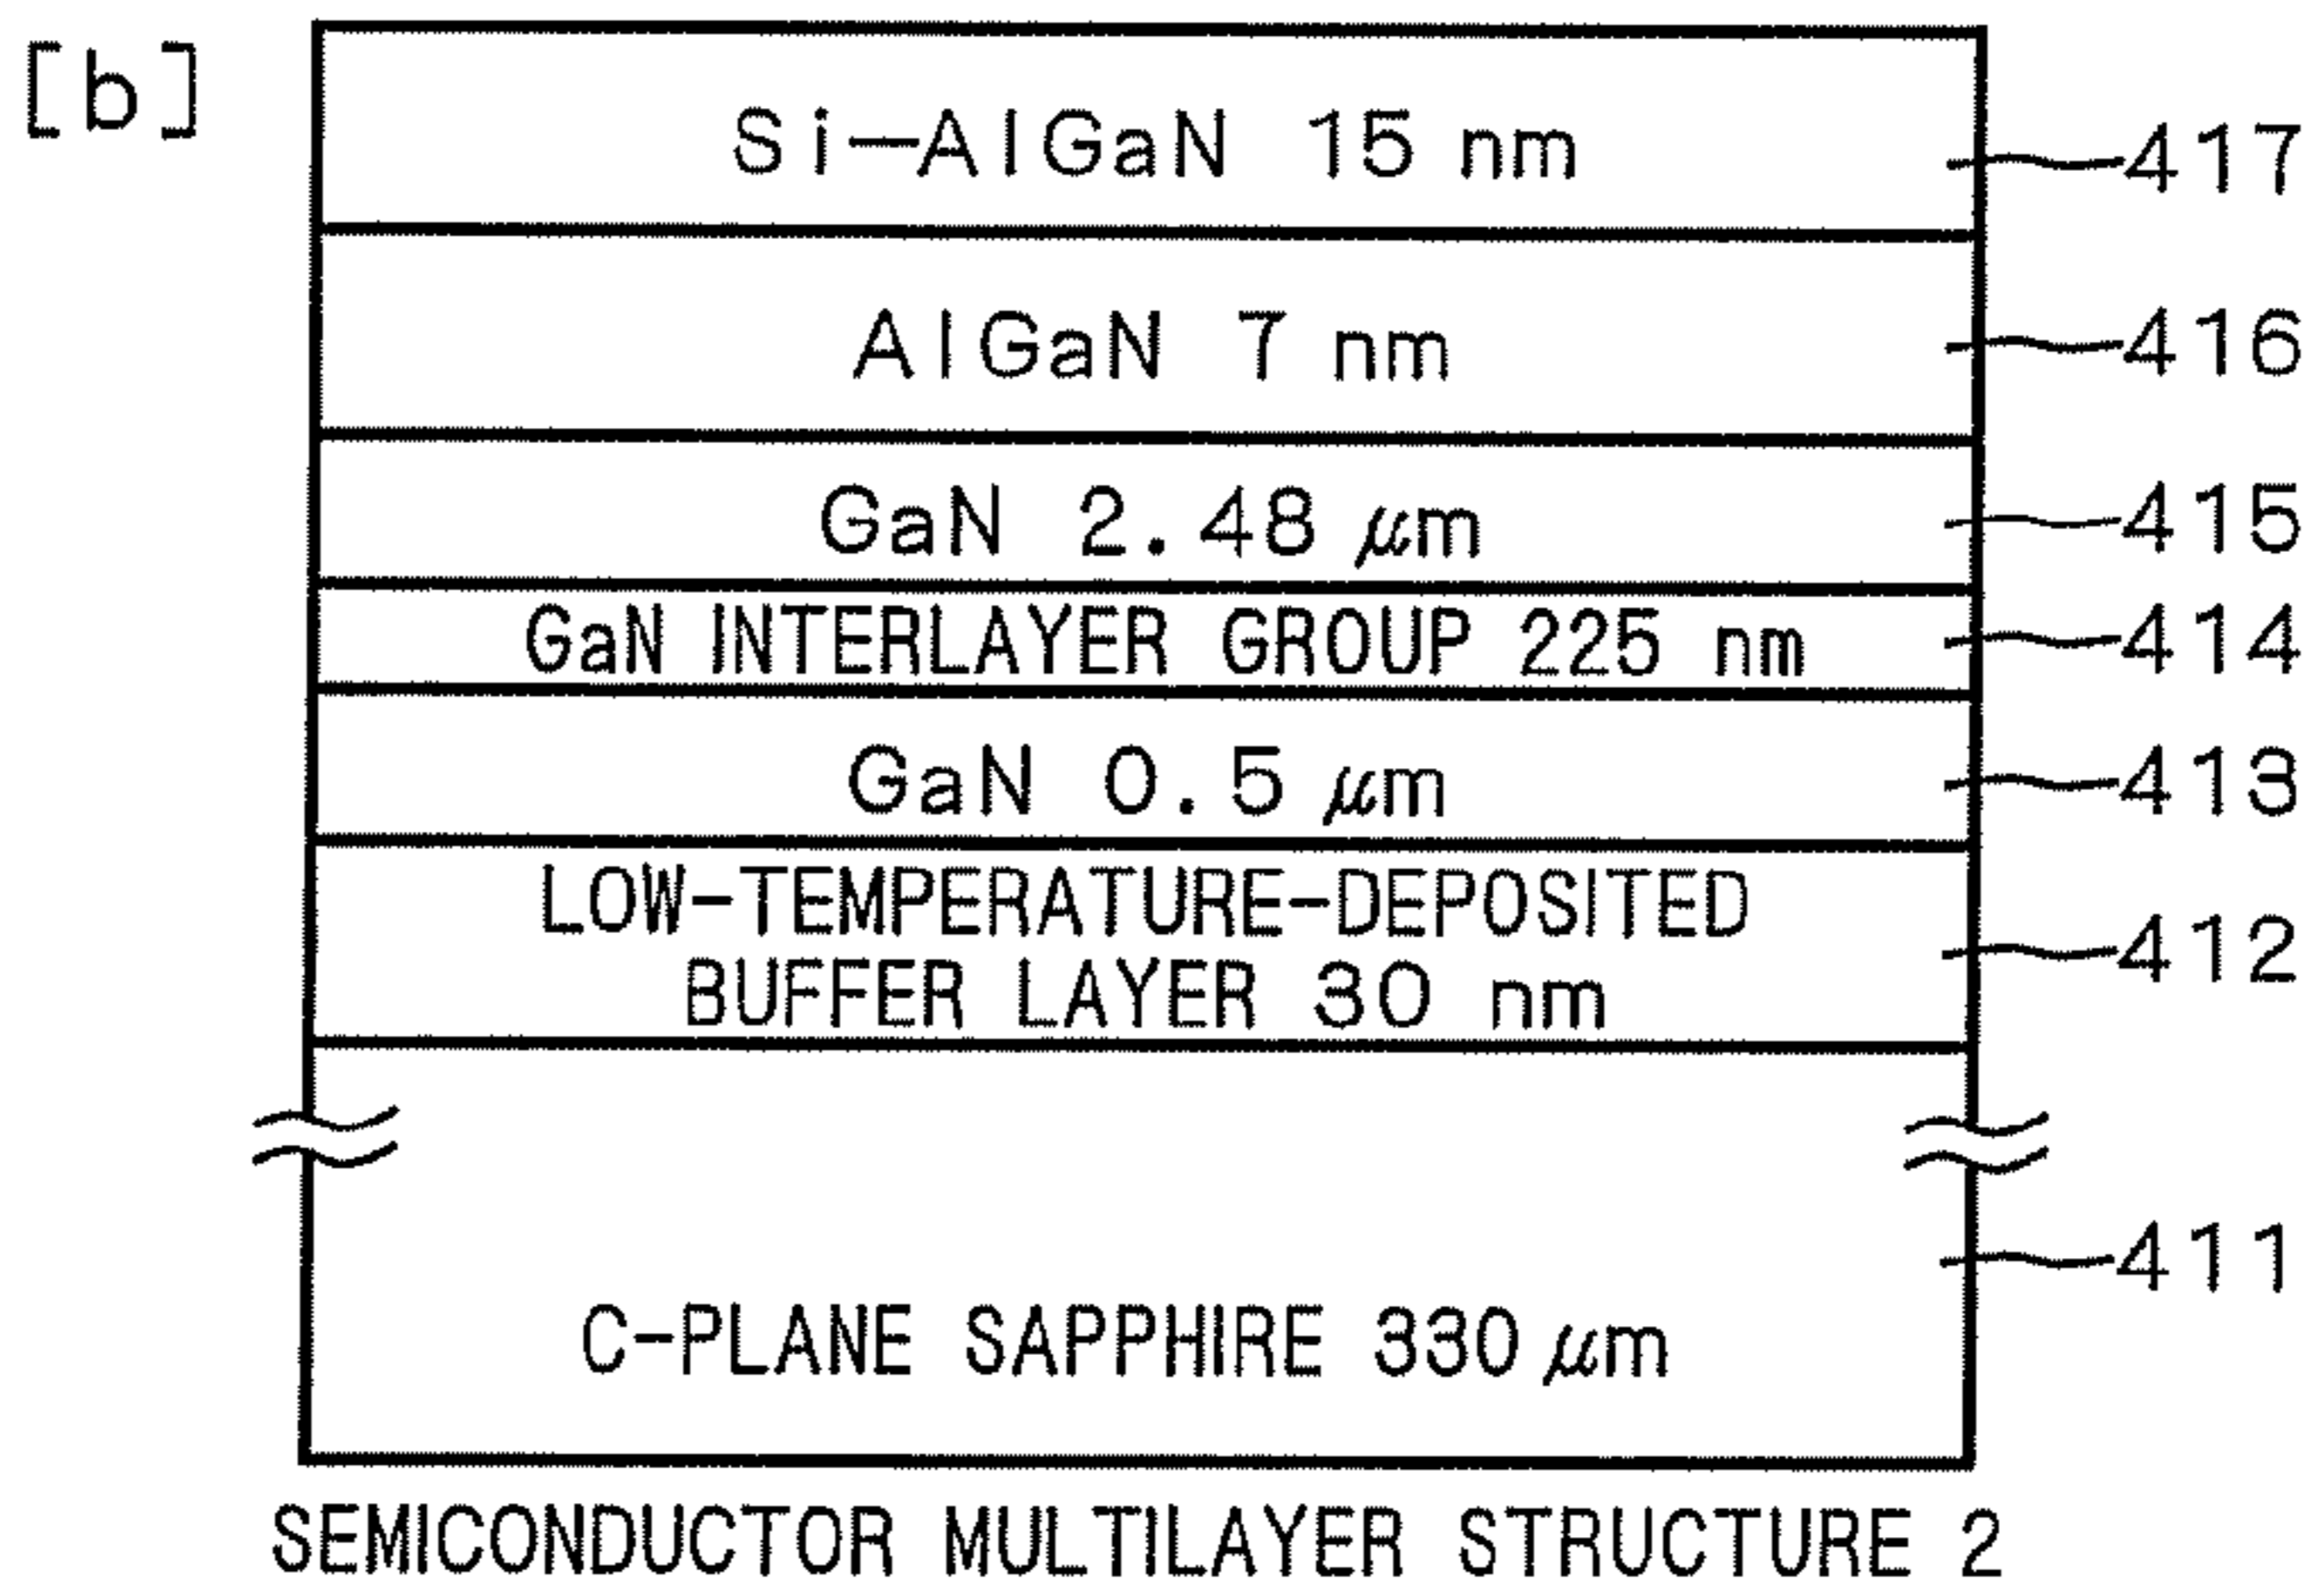 [b]
Si-AlGaN 15 nm
417
AlGaN 7 nm
416
GaN 2.48 μm
415
GaN INTERLAYER GROUP 225 nm
414
GaN 0.5 μm
413
LOW-TEMPERATURE-DEPOSITED
BUFFER LAYER 30 nm
412
411
C-PLANE SAPPHIRE 330 μm
SEMICONDUCTOR MULTILAYER STRUCTURE 2